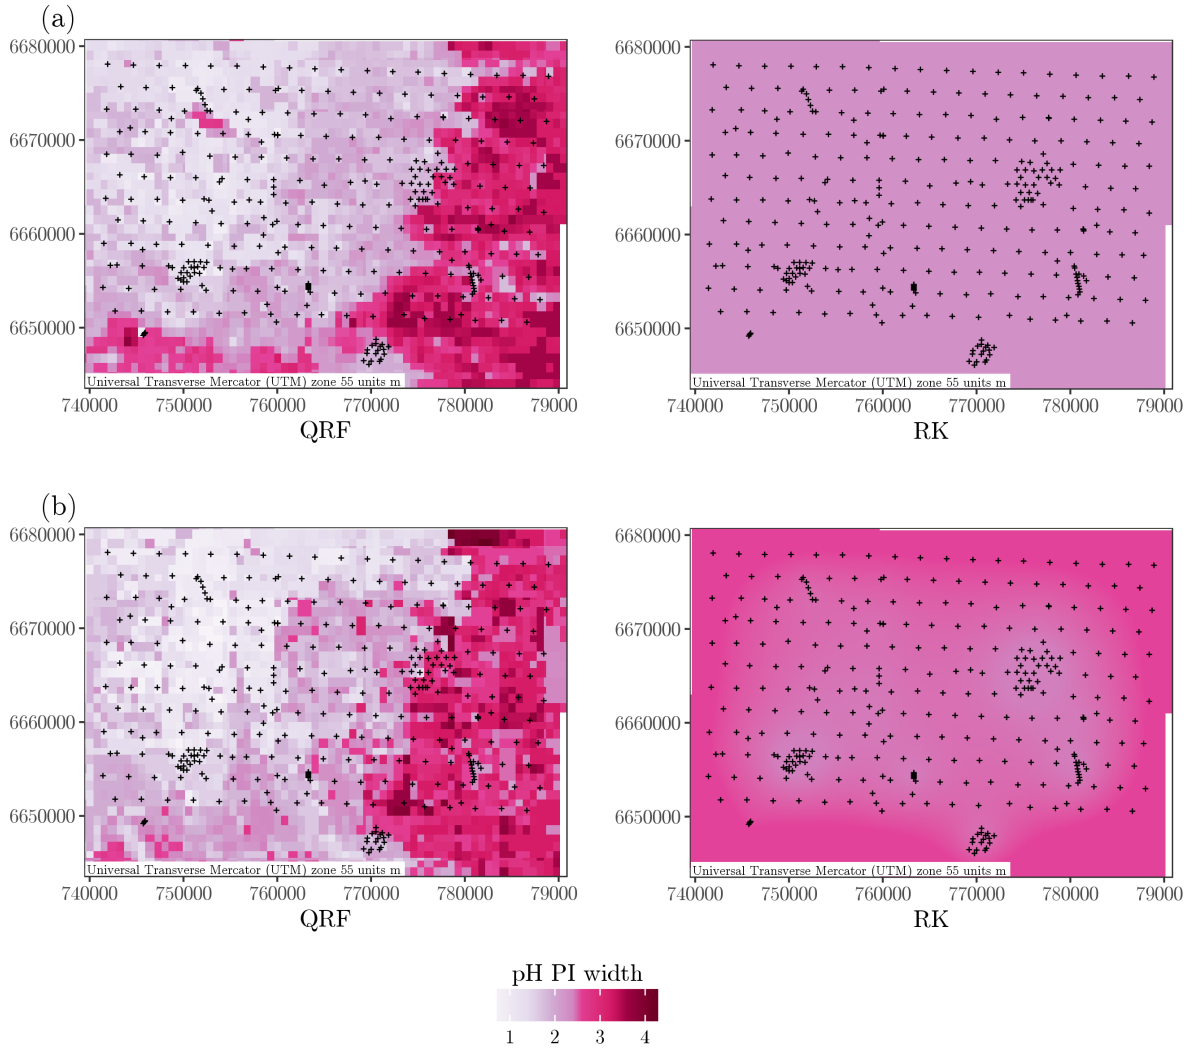 (a)
6680000
6670000
6660000
6650000
Universal Transverse Mercator (UTM) zone 55 units m
740000 750000 760000 770000 780000 79000
QRF
6680000
6670000
6660000
6650000
Universal Transverse Mercator (UTM) zone 55 units m
740000 750000 760000 770000 780000 79000
RK
(b)
6680000
6670000
6660000
6650000
Universal Transverse Mercator (UTM) zone 55 units m
740000 750000 760000 770000 780000 79000
QRF
6680000
6670000
6660000
6650000
Universal Transverse Mercator (UTM) zone 55 units m
740000 750000 760000 770000 780000 79000
RK
pH PI width
1 2 3 4